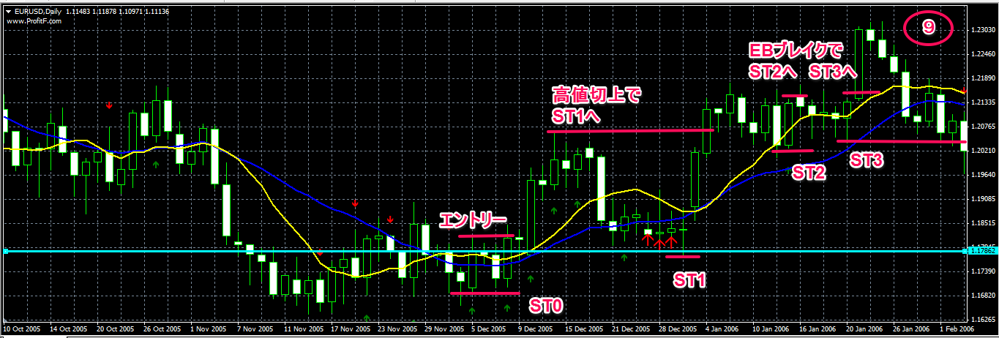 EURUSD,Daily 1.11483 1.11878 1.10971 1.11136
www.ProfitF.com
9
1.23030
EBブレイクで
ST2へ ST3へ
1.22460
1.21890
高値切上で
ST1へ
1.21335
1.20765
1.20210
ST3
ST2
1.19640
1.19085
エントリー
1.18515
1.17862
1.17390
ST1
1.16820
ST0
1.16265
10 Oct 2005 14 Oct 2005 20 Oct 2005 26 Oct 2005 1 Nov 2005 7 Nov 2005 11 Nov 2005 17 Nov 2005 23 Nov 2005 29 Nov 2005 5 Dec 2005 9 Dec 2005 15 Dec 2005 21 Dec 2005 28 Dec 2005 4 Jan 2006 10 Jan 2006 16 Jan 2006 20 Jan 2006 26 Jan 2006 1 Feb 2006